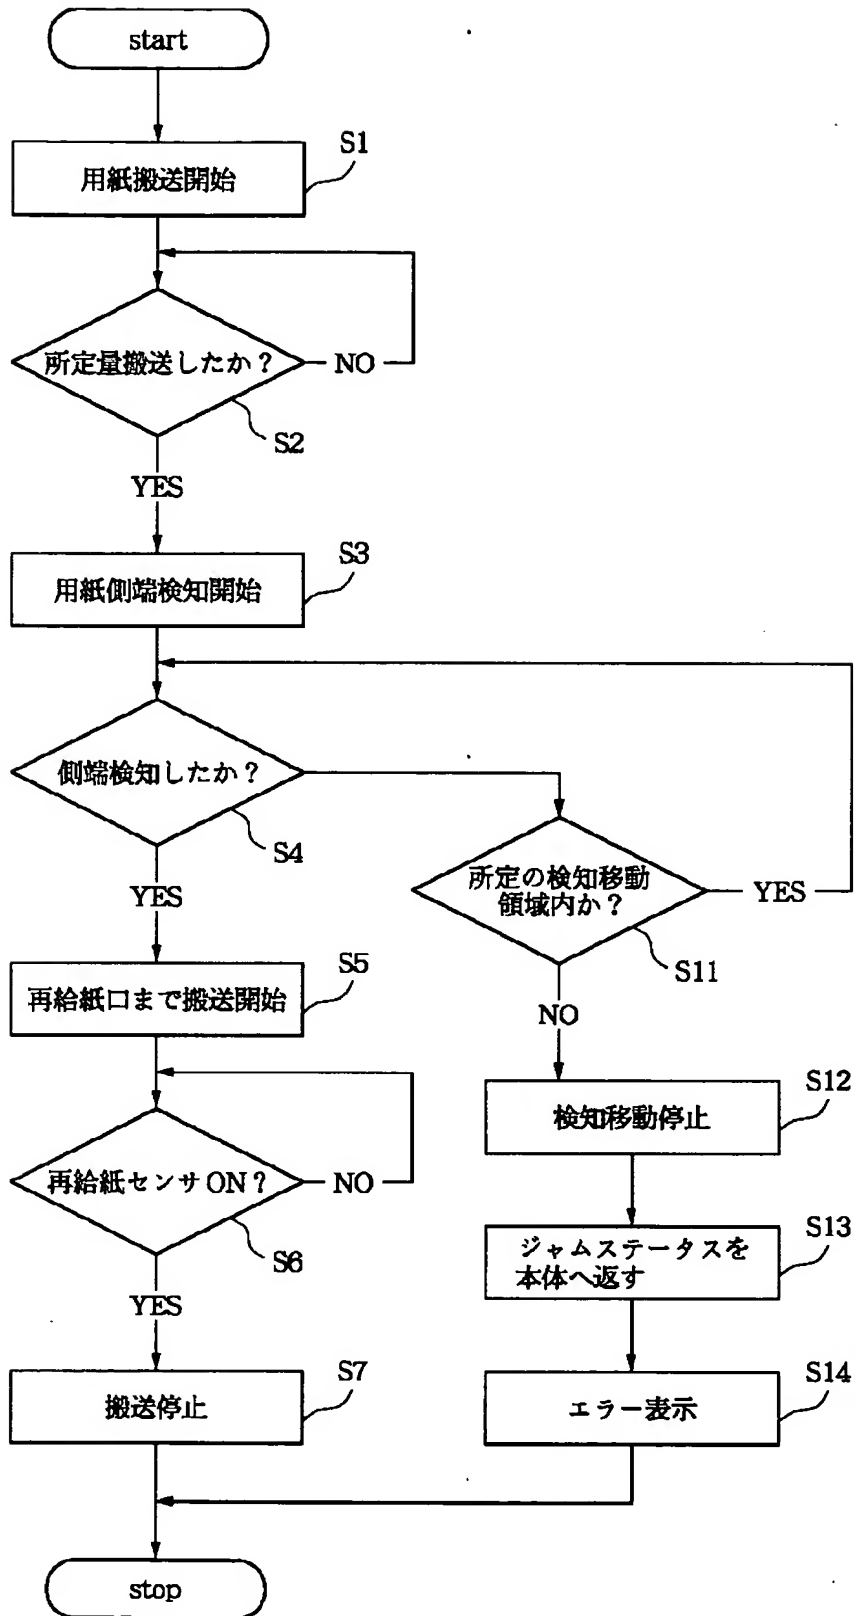 start
用紙搬送開始
S1
所定量搬送したか？
NO
S2
YES
用紙側端検知開始
S3
側端検知したか？
S4
YES
所定の検知移動
領域内か？
YES
S11
NO
再給紙口まで搬送開始
S5
再給紙センサON？
NO
S6
YES
搬送停止
S7
検知移動停止
S12
ジャムステータスを
本体へ返す
S13
エラー表示
S14
stop